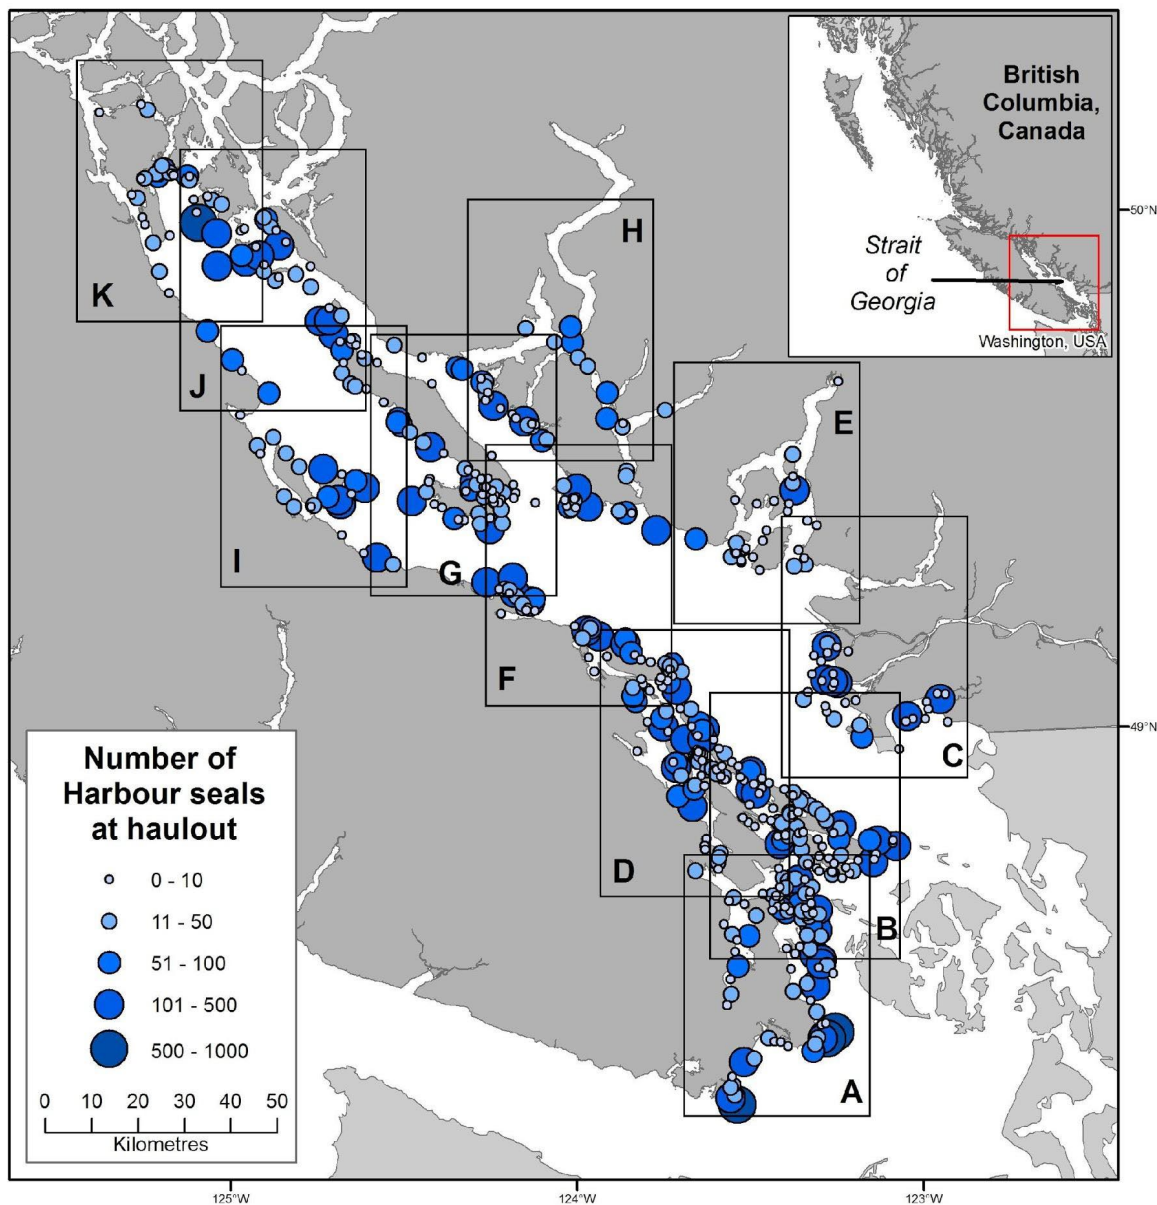 British
Columbia,
Canada
Strait
of
Georgia
Washington, USA
50°N
49°N
K
H
J
E
I
G
F
C
D
B
A
Number of
Harbour seals
at haulout
0 - 10
11 - 50
51 - 100
101 - 500
500 - 1000
0 10 20 30 40 50
Kilometres
125°W 124°W 123°W